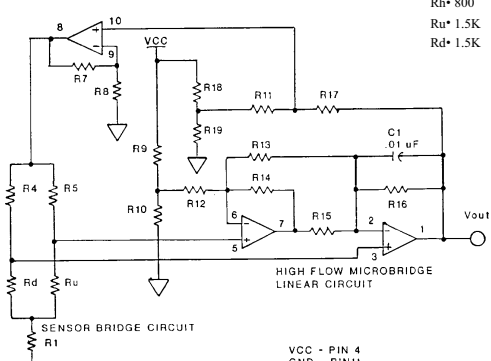 Rh• 800
Ru• 1.5K
Rd• 1.5K
8
10
9
VCC
R7
R8
R18
R11
R17
R19
R9
R13
C1
.01 uF
R4
R5
R10
R12
R14
R16
6
7
5
R15
2
1
3
Vout
Rd
Ru
HIGH FLOW MICROBRIDGE
LINEAR CIRCUIT
SENSOR BRIDGE CIRCUIT
R1
VCC - PIN 4
GND - PIN11